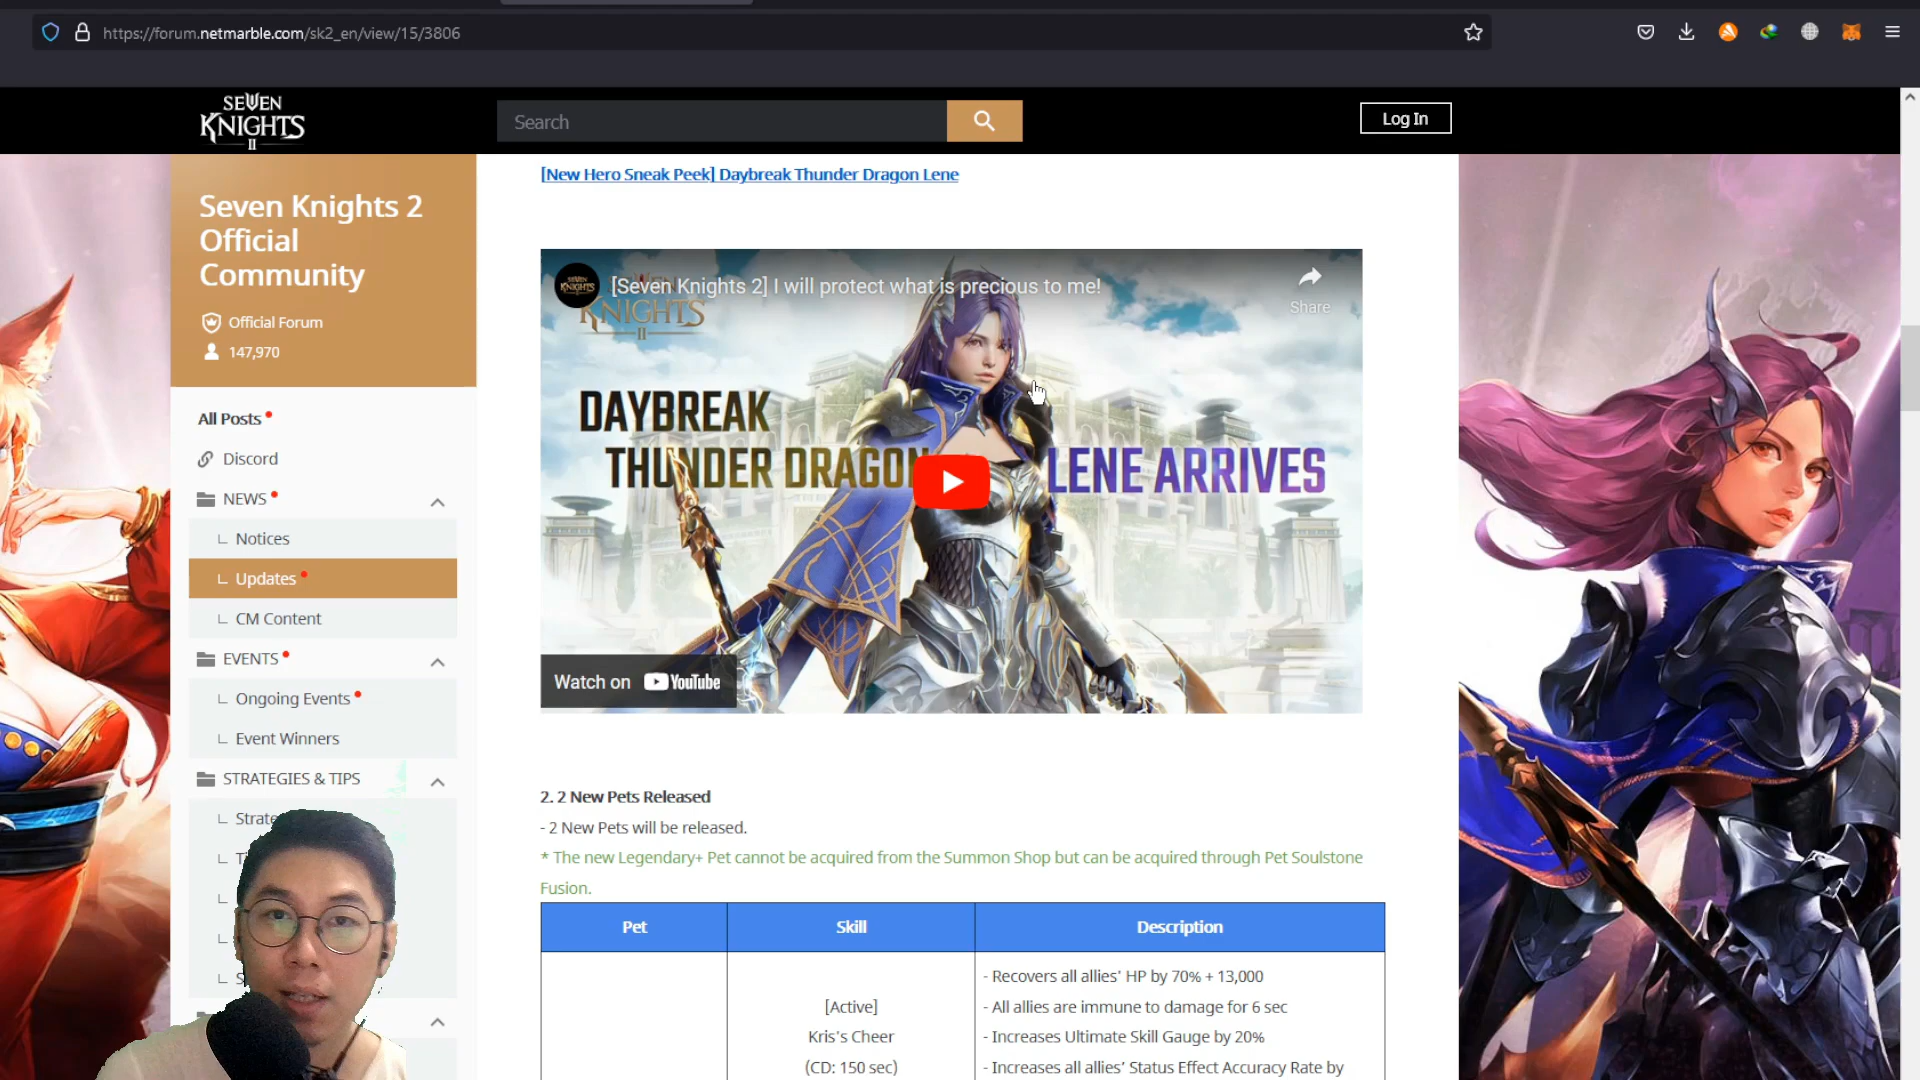 https://forum.netmarble.com/sk2_en/view/15/3806
SEVEN
KNIGHTS
II
Search
Log In
Seven Knights 2
Official
Community
Official Forum
147,970
All Posts
Discord
NEWS
Notices
Updates
CM Content
EVENTS
Ongoing Events
Event Winners
STRATEGIES & TIPS
[New Hero Sneak Peek] Daybreak Thunder Dragon Lene
SEVEN
KNIGHTS
[Seven Knights 2] I will protect what is precious to me!
Share
KNIGHTS
II
DAYBREAK
THUNDER DRAGON LENE ARRIVES
Watch on YouTube
2. 2 New Pets Released
- 2 New Pets will be released.
* The new Legendary+ Pet cannot be acquired from the Summon Shop but can be acquired through Pet Soulstone
Fusion.
Pet Skill Description
[Active]
Kris's Cheer
(CD: 150 sec)
- Recovers all allies' HP by 70% + 13,000
- All allies are immune to damage for 6 sec
- Increases Ultimate Skill Gauge by 20%
- Increases all allies' Status Effect Accuracy Rate by